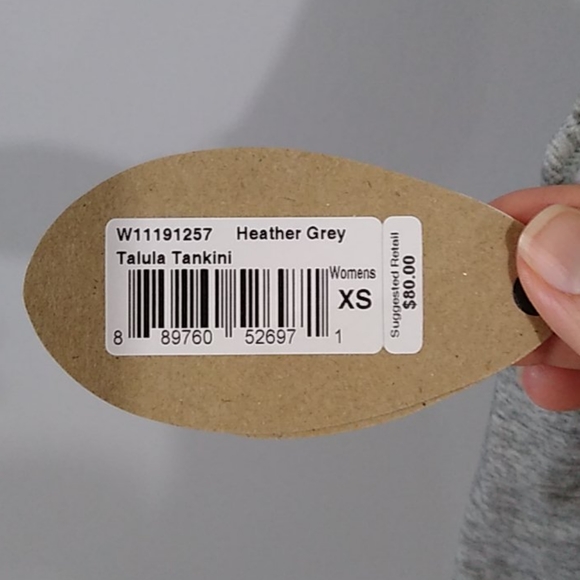 W11191257 Heather Grey
Talula Tankini
Womens
XS
8 89760 52697 1
Suggested Retail
$80.00